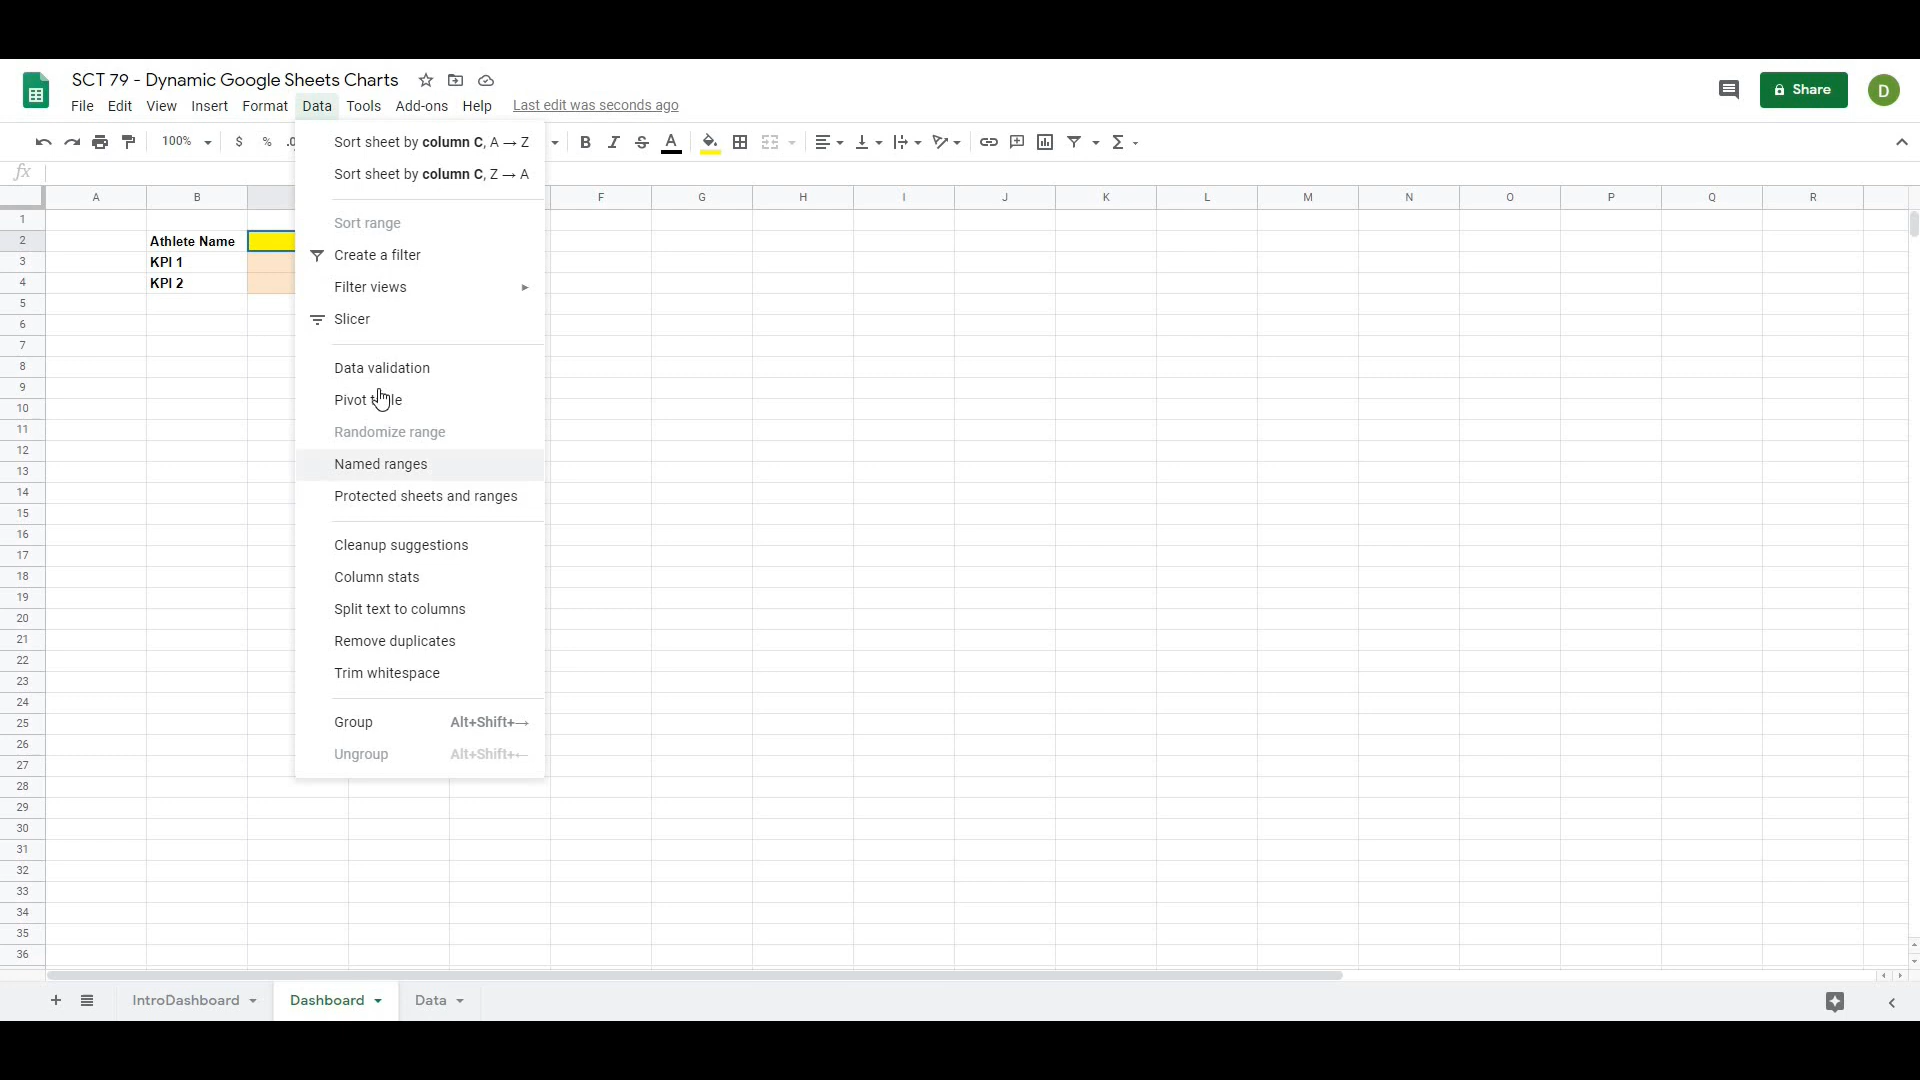 SCT 79 - Dynamic Google Sheets Charts
File Edit View Insert Format Data Tools Add-ons Help Last edit was seconds ago
Share
D
100% $ % .0 B I S A Σ
fx
A B F G H I J K L M N O P Q R
1
2 Athlete Name
3 KPI 1
4 KPI 2
5
6
7
8
9
10
11
12
13
14
15
16
17
18
19
20
21
22
23
24
25
26
27
28
29
30
31
32
33
34
35
36
Sort sheet by column C, A → Z
Sort sheet by column C, Z → A
Sort range
Create a filter
Filter views
Slicer
Data validation
Pivot
Randomize range
Named ranges
Protected sheets and ranges
Cleanup suggestions
Column stats
Split text to columns
Remove duplicates
Trim whitespace
Group Alt+Shift+→
Ungroup Alt+Shift+←
IntroDashboard Dashboard Data